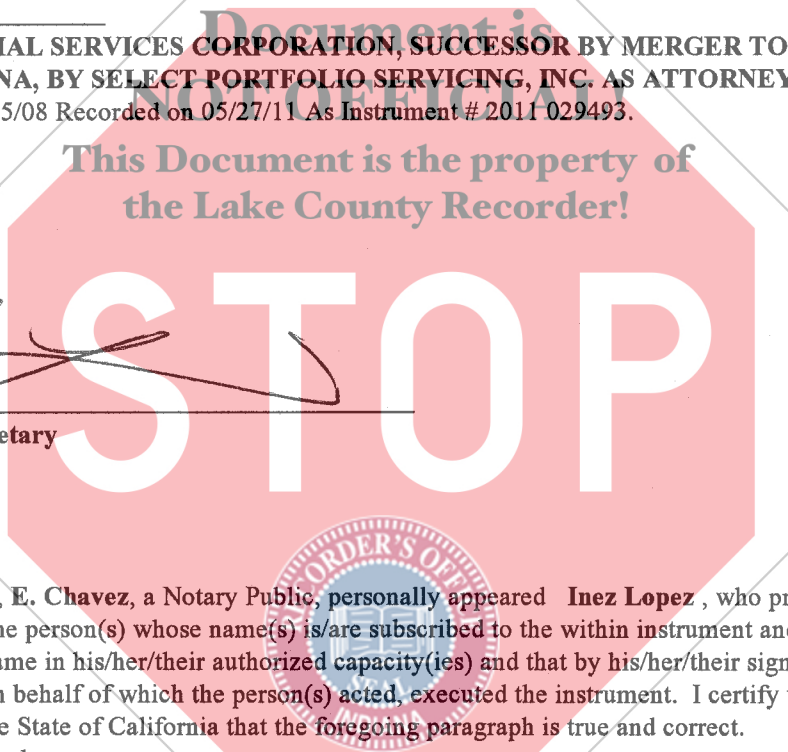 Document is
IAL SERVICES CORPORATION, SUCCESSOR BY MERGER TO
NA, BY SELECT PORTFOLIO SERVICING, INC. AS ATTORNEY
NOT OFFICIAL
5/08 Recorded on 05/27/11 As Instrument # 2011 029493.
This Document is the property of
the Lake County Recorder!
STOP
etary
, E. Chavez, a Notary Public, personally appeared Inez Lopez , who pr
ne person(s) whose name(s) is/are subscribed to the within instrument and
ame in his/her/their authorized capacity(ies) and that by his/her/their sign
n behalf of which the person(s) acted, executed the instrument. I certify
e State of California that the foregoing paragraph is true and correct.
RECORDER'S OFFICE
SEAL
INDIANA